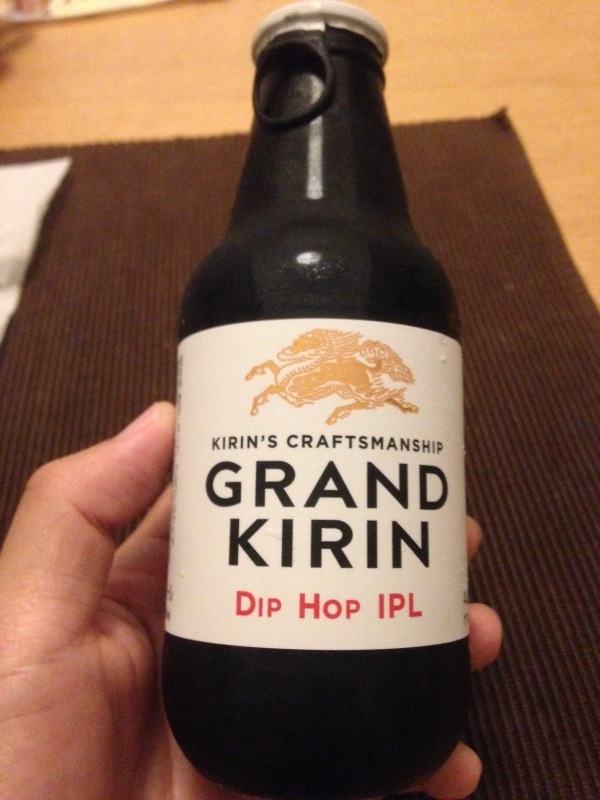 KIRIN'S CRAFTSMANSHIP
GRAND
KIRIN
DIP HOP IPL